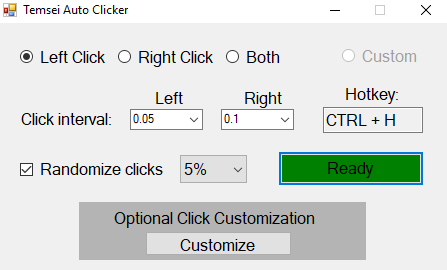 Temsei Auto Clicker
Left Click Right Click Both Custom
Left Right Hotkey:
Click interval: 0.05 0.1 CTRL + H
Randomize clicks 5% Ready
Optional Click Customization
Customize